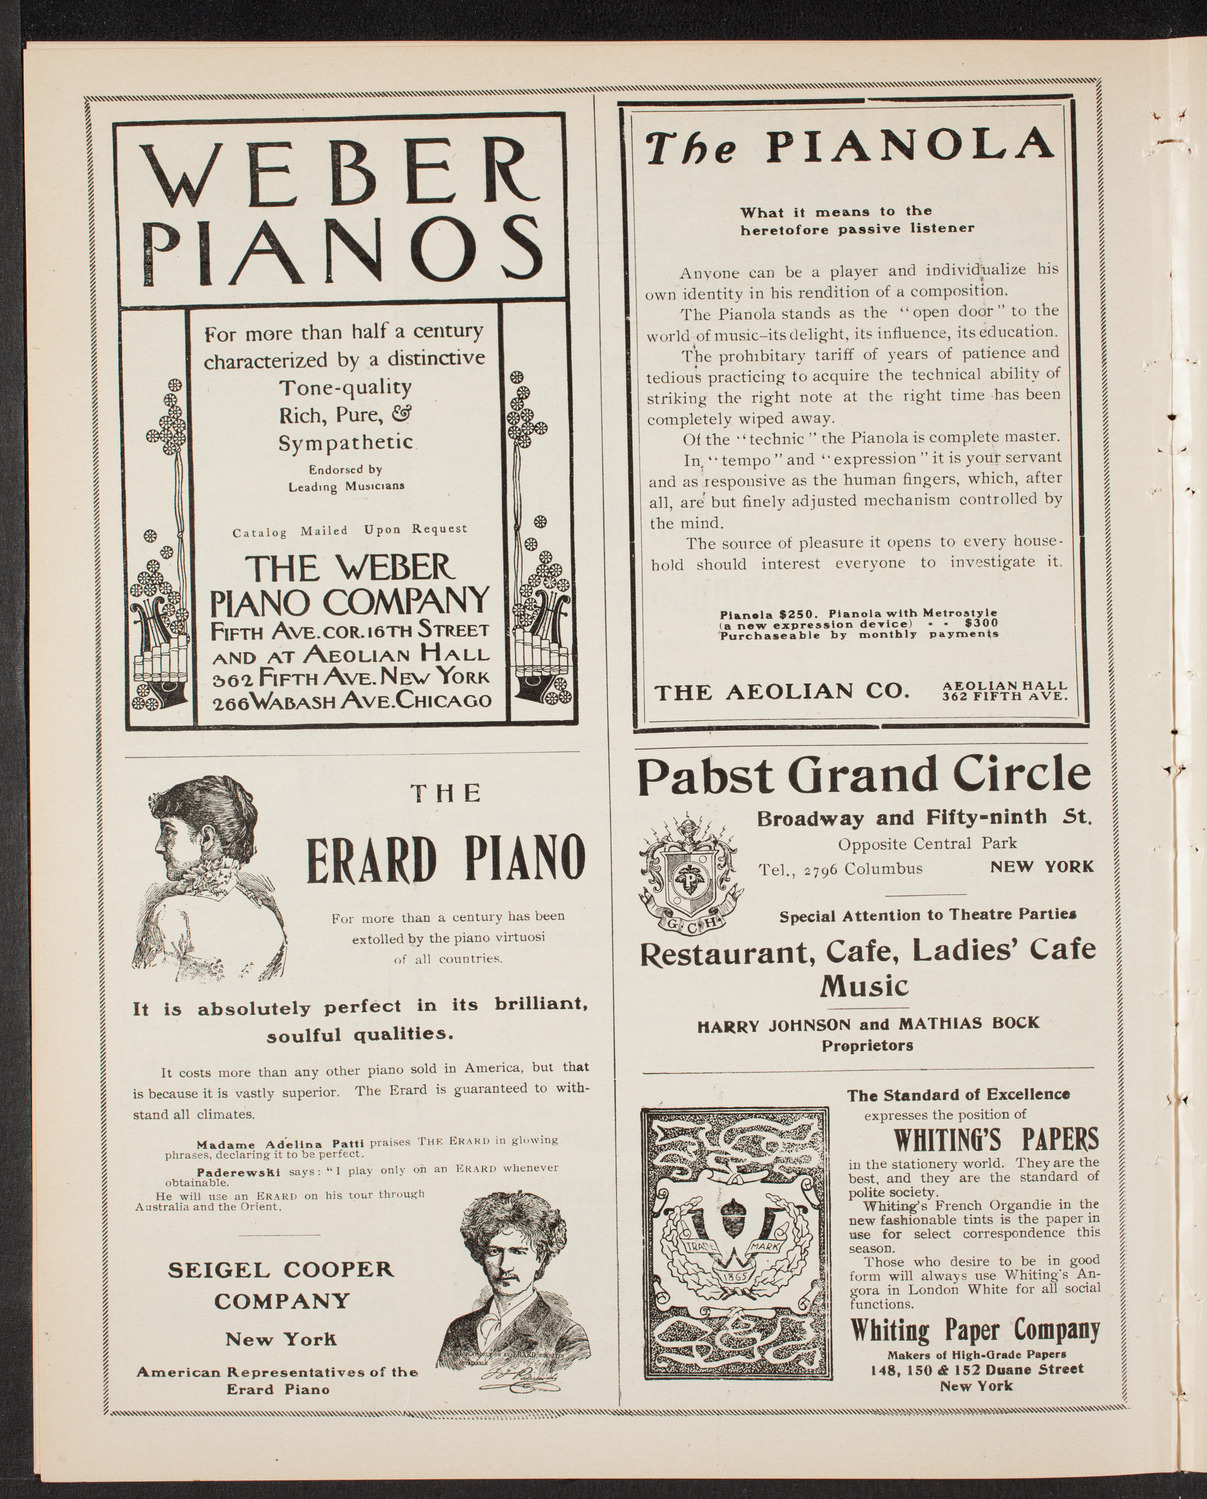 WEBER
PIANOS
For more than half a century
characterized by a distinctive
Tone-quality
Rich, Pure, &
Sympathetic
Endorsed by
Leading Musicians
Catalog Mailed Upon Request
THE WEBER
PIANO COMPANY
FIFTH AVE. COR. 16TH STREET
AND AT AEOLIAN HALL
362 FIFTH AVE. NEW YORK
266 WABASH AVE. CHICAGO
THE
ERARD PIANO
For more than a century has been
extolled by the piano virtuosi
of all countries.
It is absolutely perfect in its brilliant,
soulful qualities.
It costs more than any other piano sold in America, but that
is because it is vastly superior. The Erard is guaranteed to with-
stand all climates.
Madame Adelina Patti praises THE ERARD in glowing
phrases, declaring it to be perfect.
Paderewski says: "I play only on an ERARD whenever
obtainable.
He will use an ERARD on his tour through
Australia and the Orient.
SEIGEL COOPER
COMPANY
New York
American Representatives of the
Erard Piano
The PIANOLA
What it means to the
heretofore passive listener
Anyone can be a player and individualize his
own identity in his rendition of a composition.
The Pianola stands as the "open door" to the
world of music—its delight, its influence, its education.
The prohibitary tariff of years of patience and
tedious practicing to acquire the technical ability of
striking the right note at the right time has been
completely wiped away.
Of the "technic" the Pianola is complete master.
In "tempo" and "expression" it is your servant
and as responsive as the human fingers, which, after
all, are but finely adjusted mechanism controlled by
the mind.
The source of pleasure it opens to every house-
hold should interest everyone to investigate it.
Pianola $250. Pianola with Metrostyle
(a new expression device) - - $300
Purchaseable by monthly payments
THE AEOLIAN CO. AEOLIAN HALL
362 FIFTH AVE.
Pabst Grand Circle
Broadway and Fifty-ninth St.
Opposite Central Park
Tel., 2796 Columbus NEW YORK
P
G C H
Special Attention to Theatre Parties
Restaurant, Cafe, Ladies' Cafe
Music
HARRY JOHNSON and MATHIAS BOCK
Proprietors
TRADE MARK
1865
The Standard of Excellence
expresses the position of
WHITING'S PAPERS
in the stationery world. They are the
best, and they are the standard of
polite society.
Whiting's French Organdie in the
new fashionable tints is the paper in
use for select correspondence this
season.
Those who desire to be in good
form will always use Whiting's An-
gora in London White for all social
functions.
Whiting Paper Company
Makers of High-Grade Papers
148, 150 & 152 Duane Street
New York